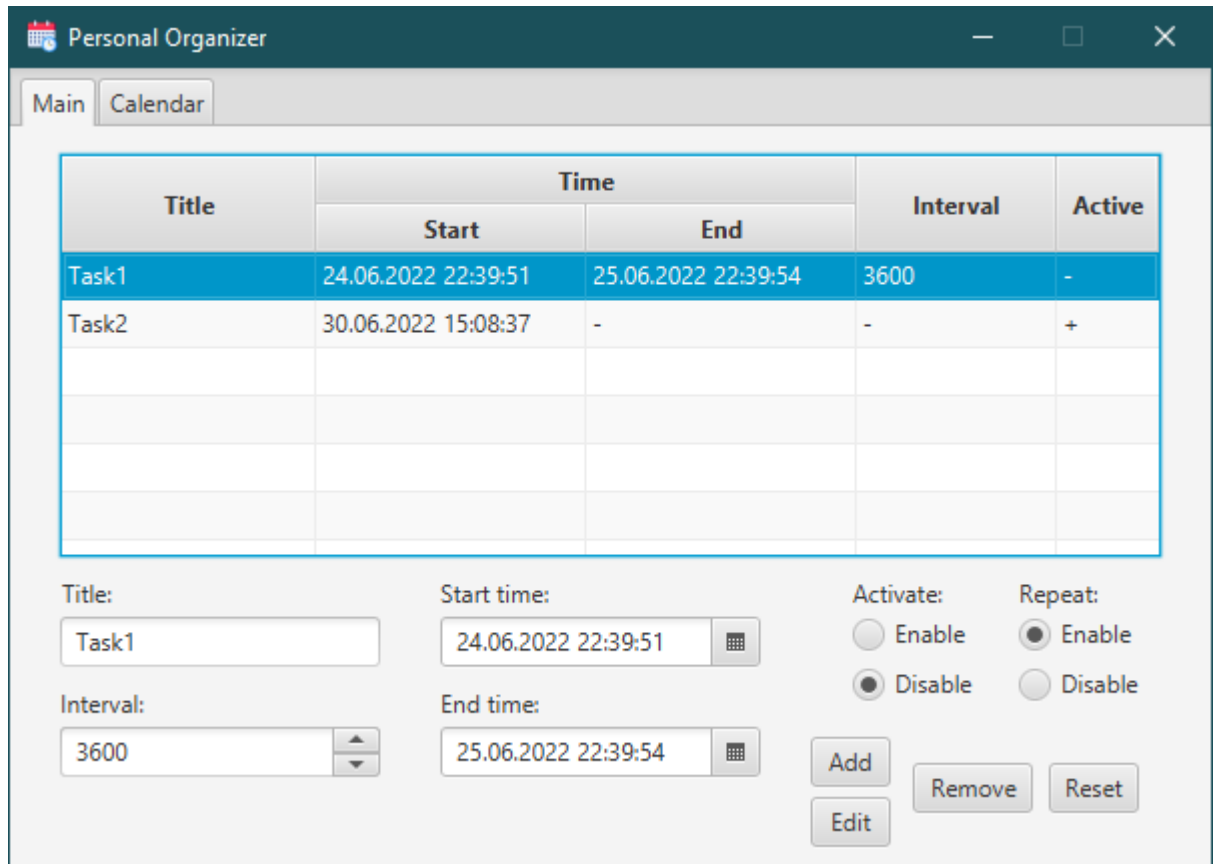 Personal Organizer
Main Calendar
Title Time Interval Active
Start End
Task1 24.06.2022 22:39:51 25.06.2022 22:39:54 3600 -
Task2 30.06.2022 15:08:37 - - +
Title: Start time: Activate: Repeat:
Task1 24.06.2022 22:39:51 Enable Enable
Disable Disable
Interval: End time:
3600 25.06.2022 22:39:54
Add Remove Reset
Edit